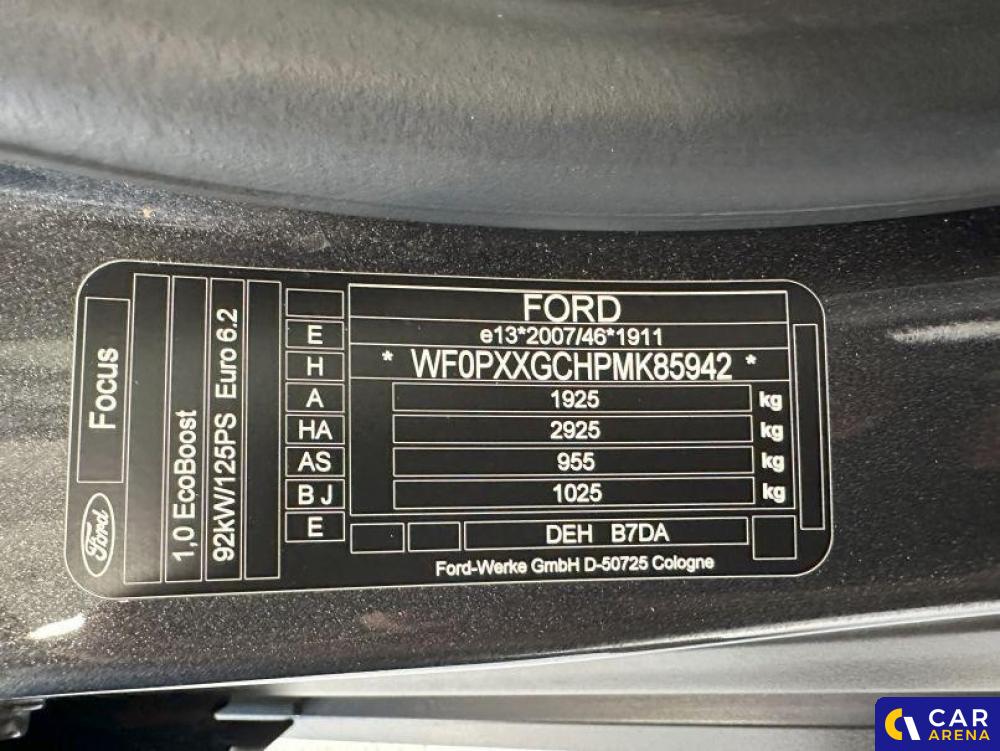 FORD
e13*2007/46*1911
* WF0PXXGCHPMK85942 *
1925 kg
2925 kg
955 kg
1025 kg
DEH B7DA
Ford-Werke GmbH D-50725 Cologne
E
H
A
HA
AS
B J
E
Focus
Ford
1,0 EcoBoost
92kW/125PS Euro 6.2
CAR
ARENA